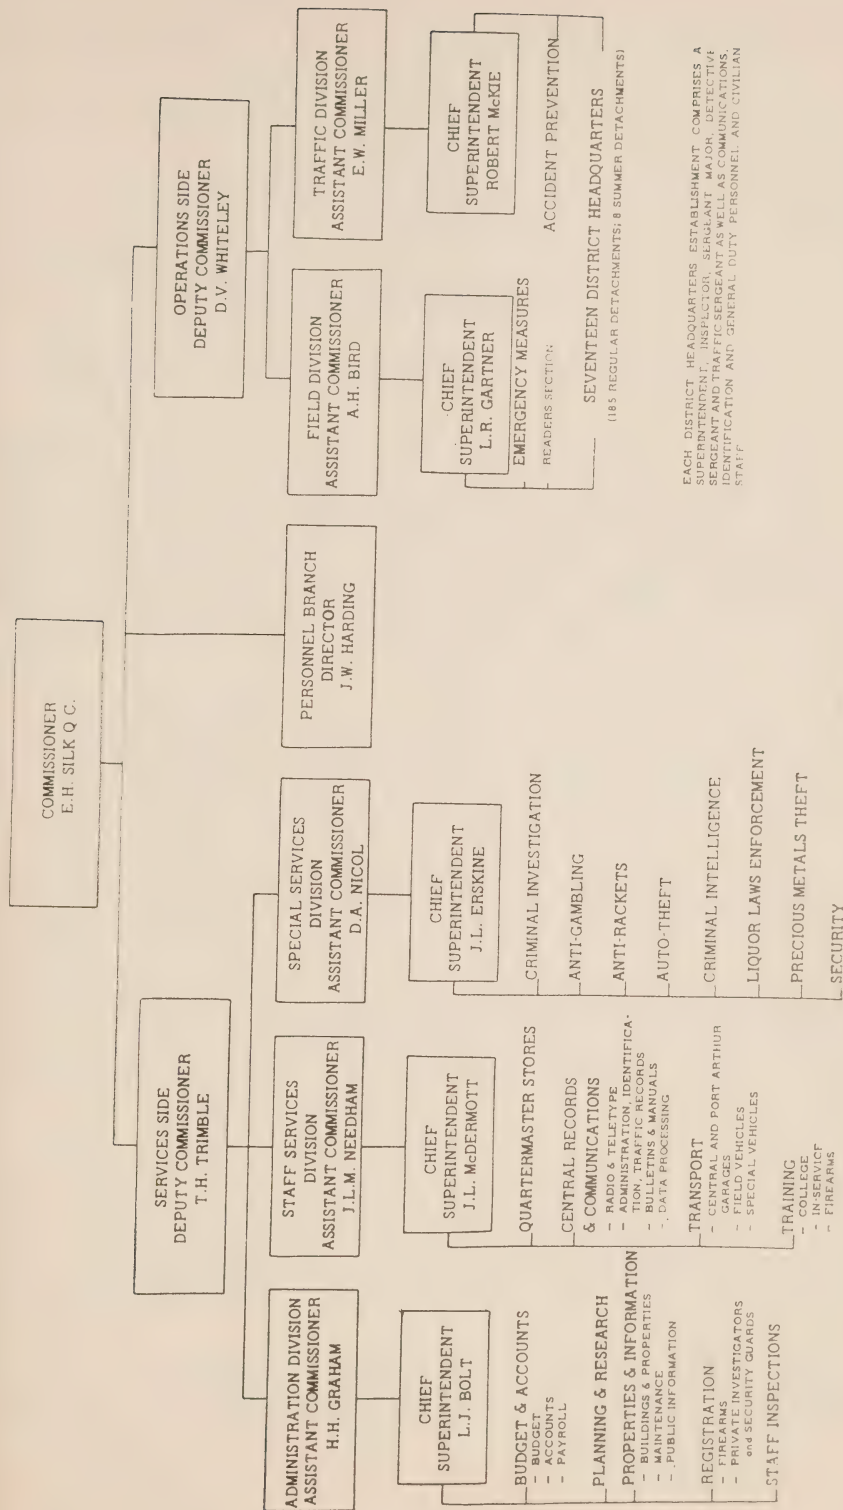 COMMISSIONER
E.H. SILK Q C.
SERVICES SIDE
DEPUTY COMMISSIONER
T.H. TRIMBLE
OPERATIONS SIDE
DEPUTY COMMISSIONER
D.V. WHITELEY
ADMINISTRATION DIVISION
ASSISTANT COMMISSIONER
H.H. GRAHAM
STAFF SERVICES
DIVISION
ASSISTANT COMMISSIONER
J.L.M. NEEDHAM
SPECIAL SERVICES
DIVISION
ASSISTANT COMMISSIONER
D.A. NICOL
PERSONNEL BRANCH
DIRECTOR
J.W. HARDING
FIELD DIVISION
ASSISTANT COMMISSIONER
A.H. BIRD
TRAFFIC DIVISION
ASSISTANT COMMISSIONER
E.W. MILLER
CHIEF
SUPERINTENDENT
L.J. BOLT
BUDGET & ACCOUNTS
- BUDGET
- ACCOUNTS
- PAYROLL
PLANNING & RESEARCH
PROPERTIES & INFORMATION
- BUILDINGS & PROPERTIES
- MAINTENANCE
- PUBLIC INFORMATION
REGISTRATION
- FIREARMS
- PRIVATE INVESTIGATORS
and SECURITY GUARDS
STAFF INSPECTIONS
CHIEF
SUPERINTENDENT
J.L. McDERMOTT
QUARTERMASTER STORES
CENTRAL RECORDS
& COMMUNICATIONS
- RADIO & TELETYPE
- ADMINISTRATION, IDENTIFICA-
TION, TRAFFIC RECORDS
- BULLETINS & MANUALS
- DATA PROCESSING
TRANSPORT
- CENTRAL AND PORT ARTHUR
GARAGES
- FIELD VEHICLES
- SPECIAL VEHICLES
TRAINING
- COLLEGE
- IN-SERVICE
- FIREARMS
CHIEF
SUPERINTENDENT
J.L. ERSKINE
CRIMINAL INVESTIGATION
ANTI-GAMBLING
ANTI-RACKETS
AUTO-THEFT
CRIMINAL INTELLIGENCE
LIQUOR LAWS ENFORCEMENT
PRECIOUS METALS THEFT
SECURITY
CHIEF
SUPERINTENDENT
L.R. GARTNER
EMERGENCY MEASURES
READERS SECTION
CHIEF
SUPERINTENDENT
ROBERT McKIE
ACCIDENT PREVENTION
SEVENTEEN DISTRICT HEADQUARTERS
(185 REGULAR DETACHMENTS; 8 SUMMER DETACHMENTS)
EACH DISTRICT HEADQUARTERS ESTABLISHMENT COMPRISES A
SUPERINTENDENT, INSPECTOR, SERGEANT MAJOR, DETECTIVE
SERGEANT AND TRAFFIC SERGEANT AS WELL AS COMMUNICATIONS,
IDENTIFICATION AND GENERAL DUTY PERSONNEL AND CIVILIAN
STAFF